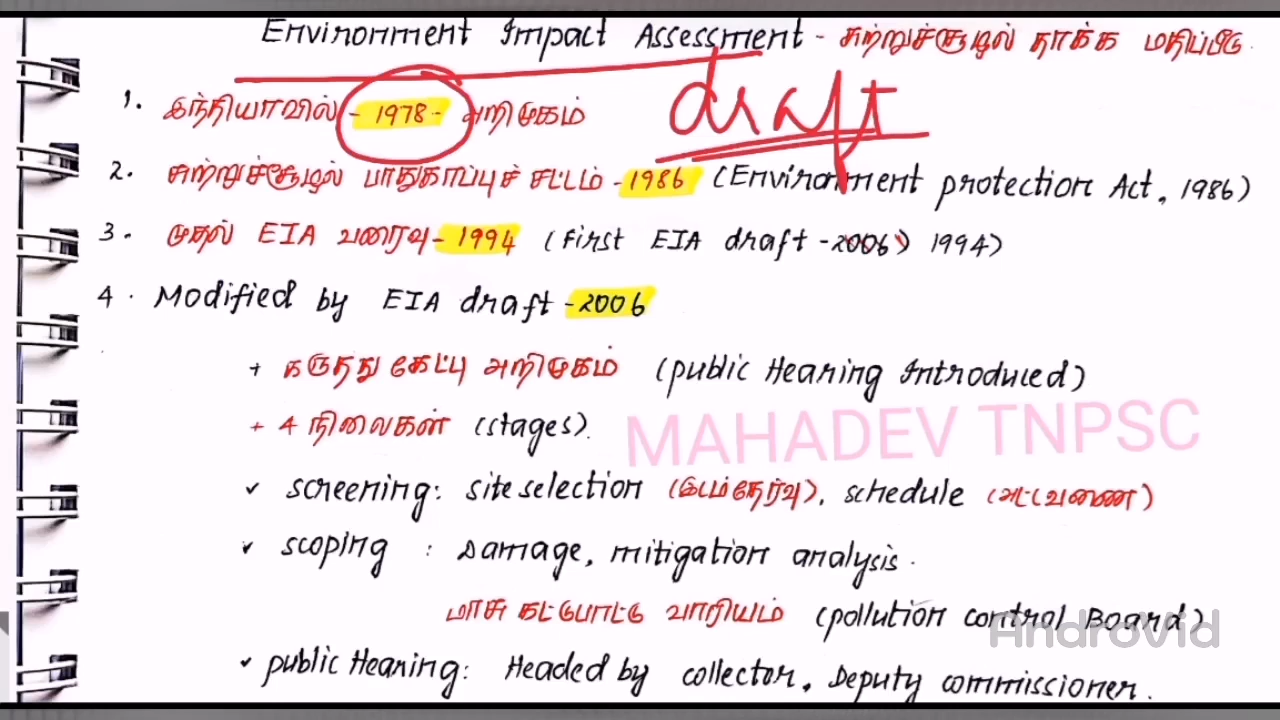 Environment Impact Assessment - சுற்றுச்சூழல் தாக்க மதிப்பீடு
1. இந்தியாவில் - 1978 - அறிமுகம்
draft
2. சுற்றுச்சூழல் பாதுகாப்புச் சட்டம் - 1986 (Environment protection Act, 1986)
3. முதல் EIA வரைவு - 1994 (First EIA draft - 2006) 1994)
4. Modified by EIA draft - 2006
+ கருத்து கேட்பு அறிமுகம் (public Hearing Introduced)
+ 4 நிலைகள் (stages).
MAHADEV TNPSC
✓ screening: site selection (இடம்தேர்வு), schedule (அட்டவணை)
✓ scoping : Damage, mitigation analysis.
மாசு கட்டுபாட்டு வாரியம் (pollution control Board)
AndroVid
✓ public Hearing: Headed by collector, Deputy commissioner.